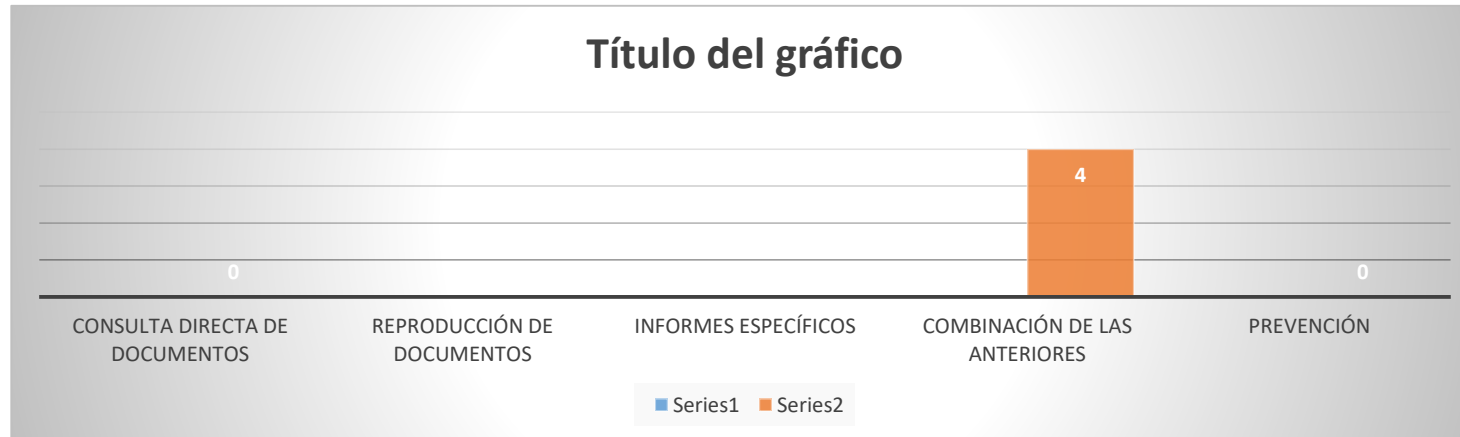 Título del gráfico
4
0
0
CONSULTA DIRECTA DE
DOCUMENTOS
REPRODUCCIÓN DE
DOCUMENTOS
INFORMES ESPECÍFICOS
COMBINACIÓN DE LAS
ANTERIORES
PREVENCIÓN
Series1 Series2